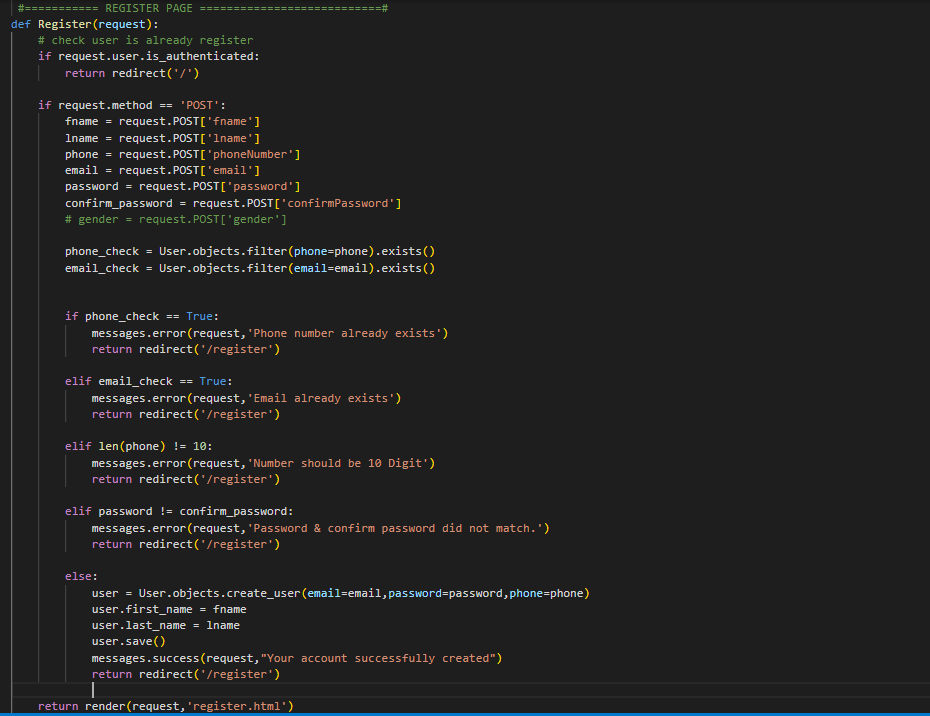 #=========== REGISTER PAGE ===========================#
def Register(request):
    # check user is already register
    if request.user.is_authenticated:
        return redirect('/')
    if request.method == 'POST':
        fname = request.POST['fname']
        lname = request.POST['lname']
        phone = request.POST['phoneNumber']
        email = request.POST['email']
        password = request.POST['password']
        confirm_password = request.POST['confirmPassword']
        # gender = request.POST['gender']
        phone_check = User.objects.filter(phone=phone).exists()
        email_check = User.objects.filter(email=email).exists()
        if phone_check == True:
            messages.error(request,'Phone number already exists')
            return redirect('/register')
        elif email_check == True:
            messages.error(request,'Email already exists')
            return redirect('/register')
        elif len(phone) != 10:
            messages.error(request,'Number should be 10 Digit')
            return redirect('/register')
        elif password != confirm_password:
            messages.error(request,'Password & confirm password did not match.')
            return redirect('/register')
        else:
            user = User.objects.create_user(email=email,password=password,phone=phone)
            user.first_name = fname
            user.last_name = lname
            user.save()
            messages.success(request,"Your account successfully created")
            return redirect('/register')
    return render(request,'register.html')